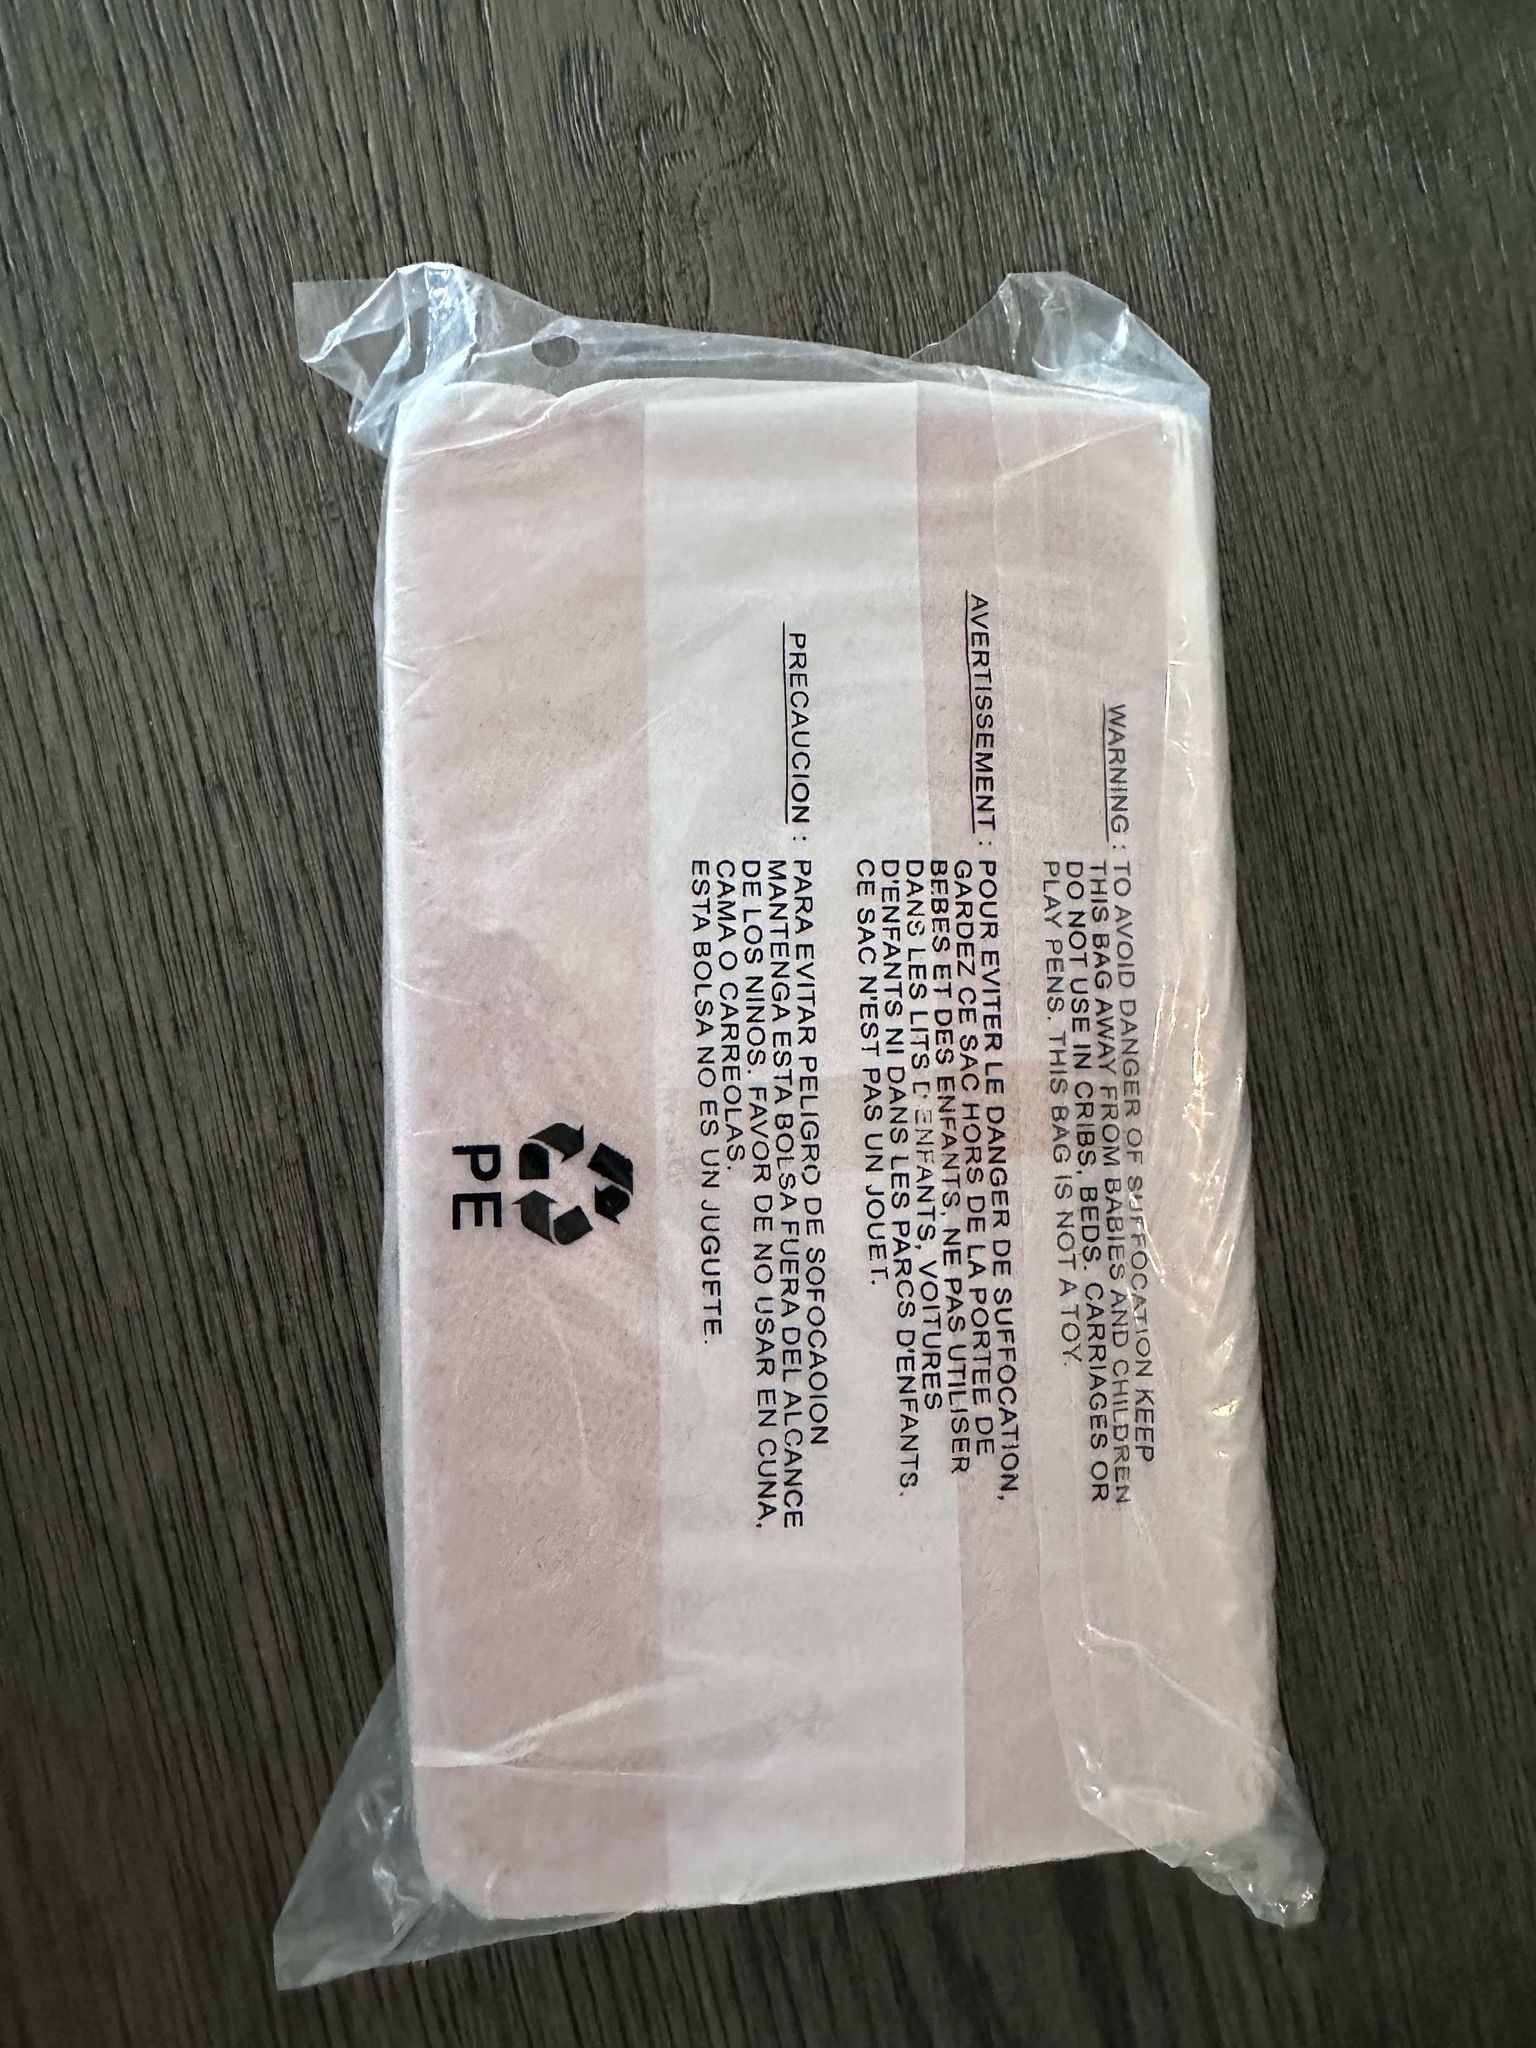 WARNING : TO AVOID DANGER OF SUFFOCATION KEEP
THIS BAG AWAY FROM BABIES AND CHILDREN
DO NOT USE IN CRIBS, BEDS. CARRIAGES OR
PLAY PENS. THIS BAG IS NOT A TOY.
AVERTISSEMENT : POUR EVITER LE DANGER DE SUFFOCATION,
GARDEZ CE SAC HORS DE LA PORTEE DE
BEBES ET DES ENFANTS, NE PAS UTILISER
DANS LES LITS D'ENFANTS, VOITURES
D'ENFANTS NI DANS LES PARCS D'ENFANTS.
CE SAC N'EST PAS UN JOUET.
PRECAUCION : PARA EVITAR PELIGRO DE SOFOCAOION
MANTENGA ESTA BOLSA FUERA DEL ALCANCE
DE LOS NINOS. FAVOR DE NO USAR EN CUNA,
CAMA O CARREOLAS.
ESTA BOLSA NO ES UN JUGUETE.
PE